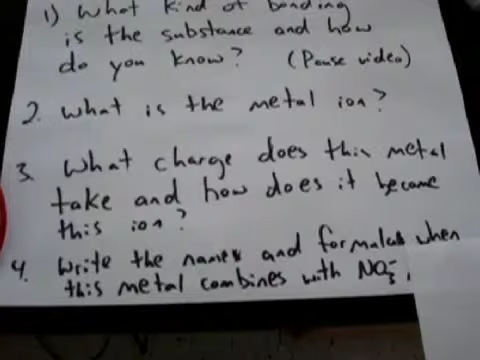 1) What kind of bonding
is the substance and how
do you know? (Pause video)
2. What is the metal ion?
3. What charge does this metal
take and how does it become
this ion?
4. Write the names and formulas when
this metal combines with NO₃⁻.